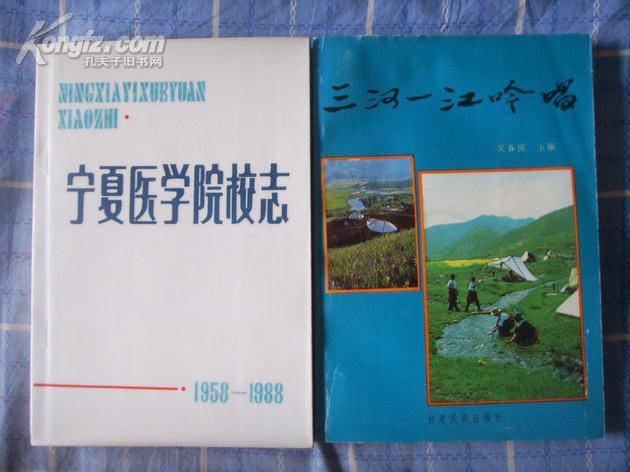 Kongfz.com
孔夫子旧书网
NINGXIAYIXUEYUAN
XIAOZHI
宁夏医学院校志
1958—1988
三河一江吟唱
吴春岗 主编
甘肃民族出版社